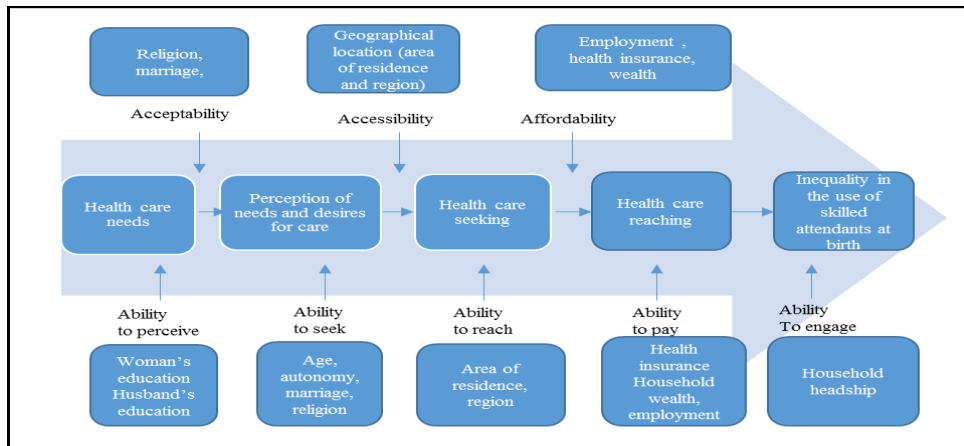 Religion,
marriage,
Geographical
location (area
of residence
and region)
Employment ,
health insurance,
wealth
Acceptability
Accessibility
Affordability
Health care
needs
Perception of
needs and desires
for care
Health care
seeking
Health care
reaching
Inequality in
the use of
skilled
attendants at
birth
Ability
to perceive
Ability
to seek
Ability
to reach
Ability
to pay
Ability
To engage
Woman's
education
Husband's
education
Age,
autonomy,
marriage,
religion
Area of
residence,
region
Health
insurance
Household
wealth,
employment
Household
headship